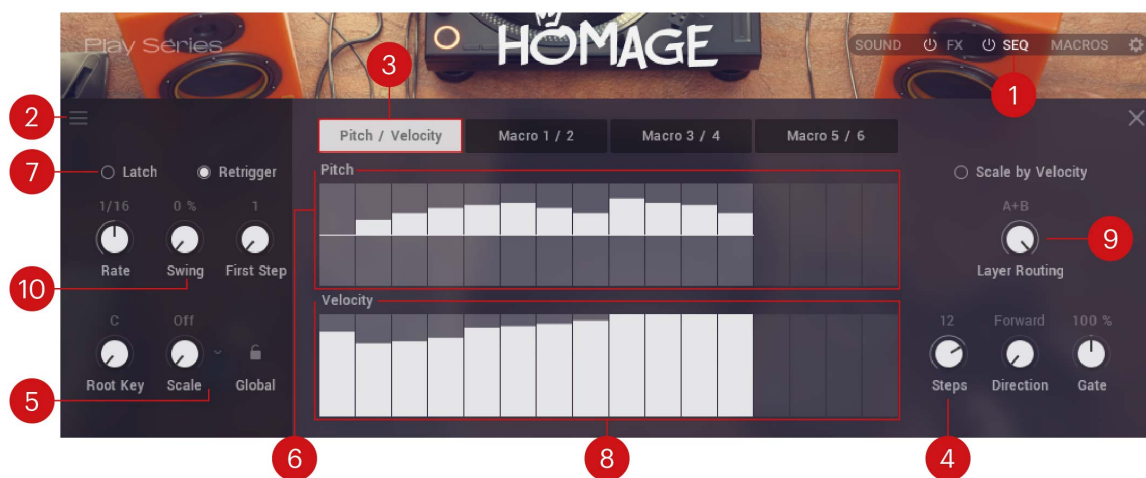 Play Series
HOMAGE
SOUND FX SEQ MACROS
3
1
2
Pitch / Velocity Macro 1 / 2 Macro 3 / 4 Macro 5 / 6
7
Latch Retrigger
Pitch
Scale by Velocity
1/16 0 % 1
A+B
9
Rate Swing First Step
Layer Routing
10
Velocity
C Off
12 Forward 100 %
Root Key Scale Global
Steps Direction Gate
5
6
8
4